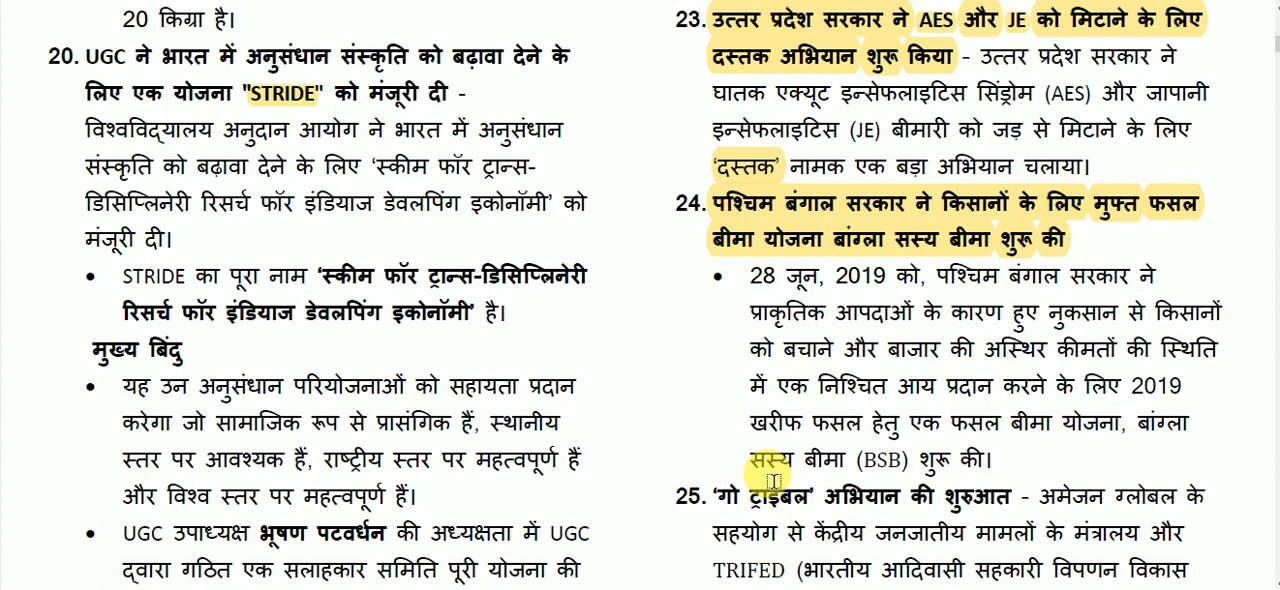 20 किग्रा है।
20. UGC ने भारत में अनुसंधान संस्कृति को बढ़ावा देने के
लिए एक योजना "STRIDE" को मंजूरी दी -
विश्वविद्यालय अनुदान आयोग ने भारत में अनुसंधान
संस्कृति को बढ़ावा देने के लिए ‘स्कीम फॉर ट्रान्स-
डिसिप्लिनेरी रिसर्च फॉर इंडियाज डेवलपिंग इकोनॉमी’ को
मंजूरी दी।
• STRIDE का पूरा नाम ‘स्कीम फॉर ट्रान्स-डिसिप्लिनेरी
रिसर्च फॉर इंडियाज डेवलपिंग इकोनॉमी’ है।
मुख्य बिंदु
• यह उन अनुसंधान परियोजनाओं को सहायता प्रदान
करेगा जो सामाजिक रूप से प्रासंगिक हैं, स्थानीय
स्तर पर आवश्यक हैं, राष्ट्रीय स्तर पर महत्वपूर्ण हैं
और विश्व स्तर पर महत्वपूर्ण हैं।
• UGC उपाध्यक्ष भूषण पटवर्धन की अध्यक्षता में UGC
द्वारा गठित एक सलाहकार समिति पूरी योजना की
23. उत्तर प्रदेश सरकार ने AES और JE को मिटाने के लिए
दस्तक अभियान शुरू किया - उत्तर प्रदेश सरकार ने
घातक एक्यूट इन्सेफलाइटिस सिंड्रोम (AES) और जापानी
इन्सेफलाइटिस (JE) बीमारी को जड़ से मिटाने के लिए
‘दस्तक’ नामक एक बड़ा अभियान चलाया।
24. पश्चिम बंगाल सरकार ने किसानों के लिए मुफ्त फसल
बीमा योजना बांग्ला सस्य बीमा शुरू की
• 28 जून, 2019 को, पश्चिम बंगाल सरकार ने
प्राकृतिक आपदाओं के कारण हुए नुकसान से किसानों
को बचाने और बाजार की अस्थिर कीमतों की स्थिति
में एक निश्चित आय प्रदान करने के लिए 2019
खरीफ फसल हेतु एक फसल बीमा योजना, बांग्ला
सस्य बीमा (BSB) शुरू की।
25. ‘गो ट्राईबल’ अभियान की शुरुआत - अमेजन ग्लोबल के
सहयोग से केंद्रीय जनजातीय मामलों के मंत्रालय और
TRIFED (भारतीय आदिवासी सहकारी विपणन विकास